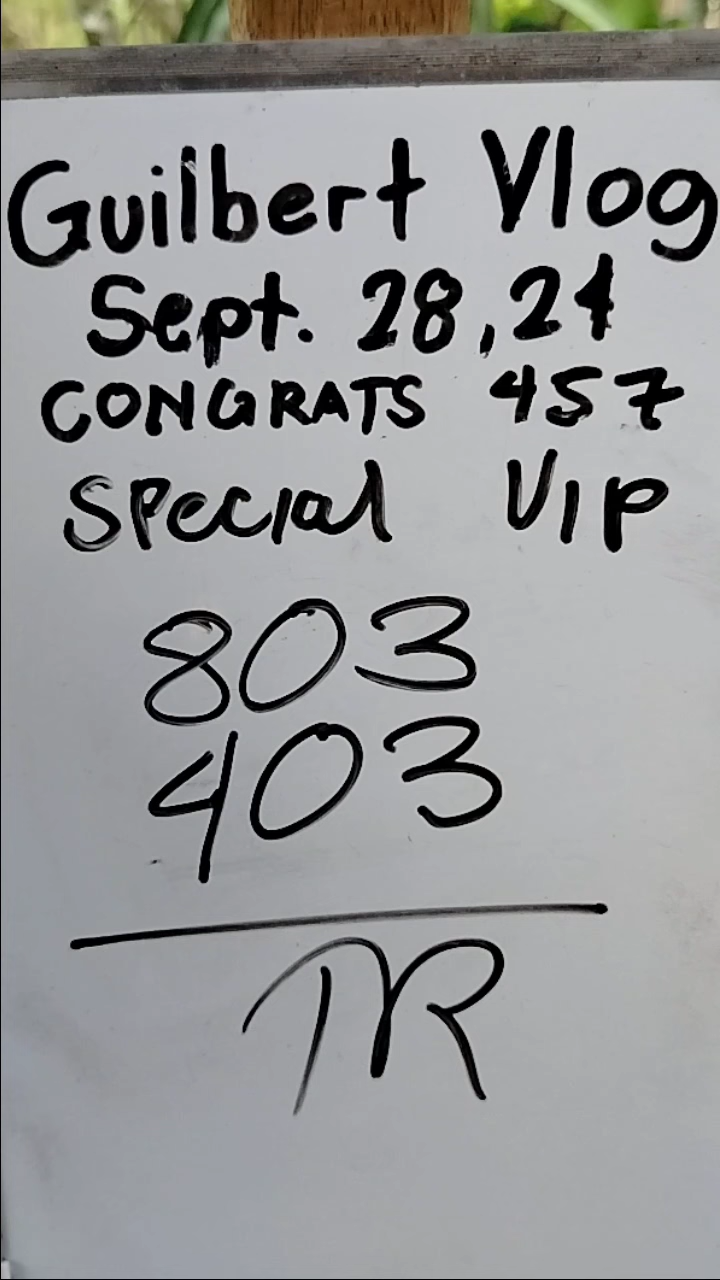 Guilbert Vlog
Sept. 28, 24
CONGRATS 457
Special VIP
803
403
TR